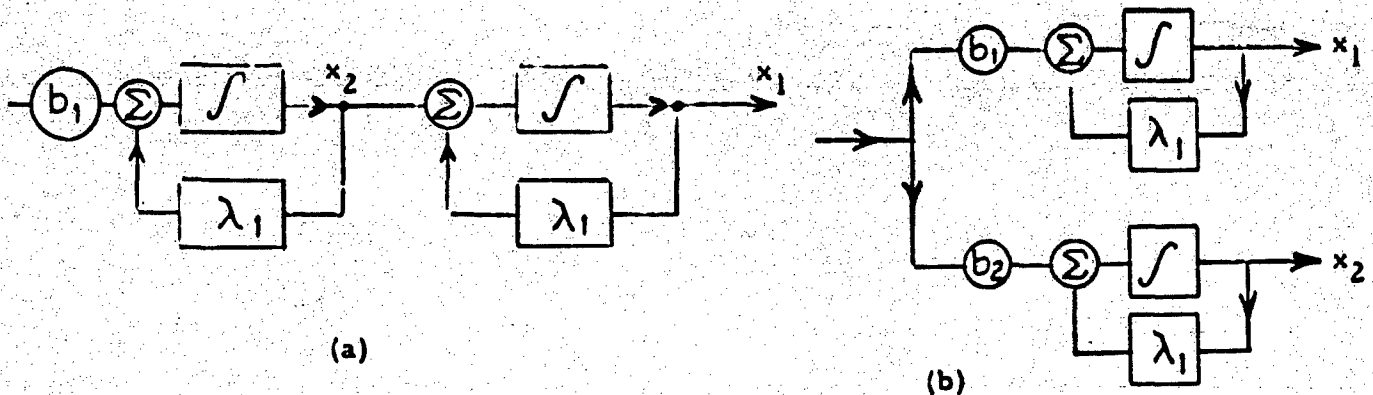 b₁ Σ ∫ x₂ Σ ∫ x₁
λ₁ λ₁
(a)
b₁ Σ ∫ x₁
λ₁
b₂ Σ ∫ x₂
λ₁
(b)